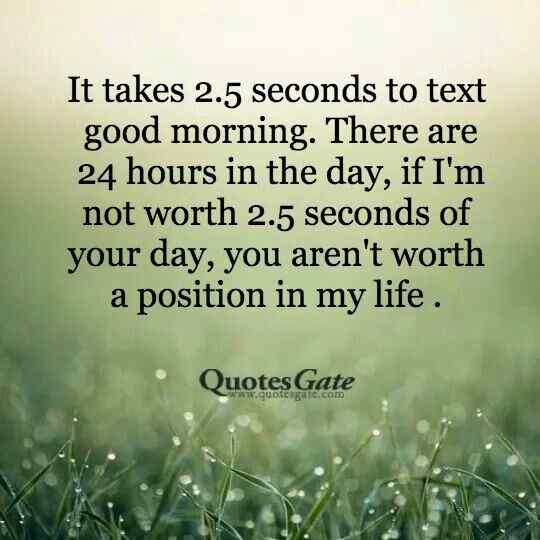 It takes 2.5 seconds to text
good morning. There are
24 hours in the day, if I'm
not worth 2.5 seconds of
your day, you aren't worth
a position in my life .
QuotesGate
www.quotesgate.com